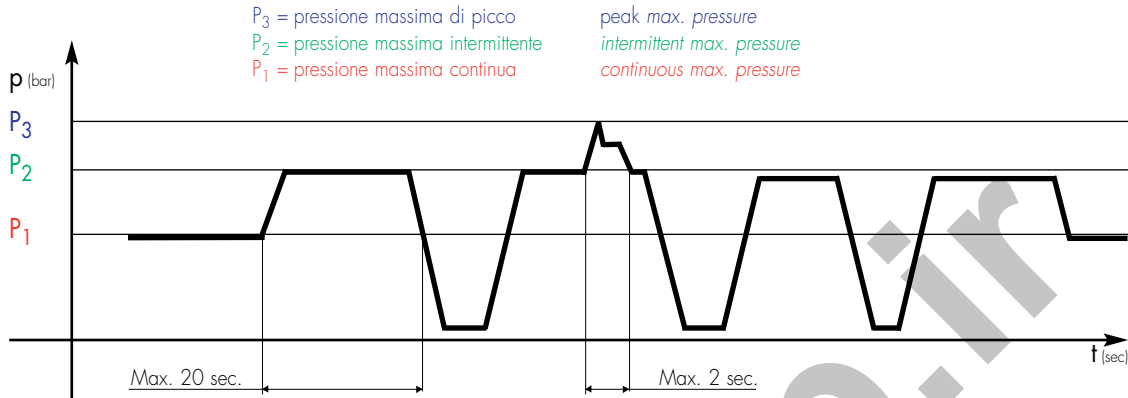 P3 = pressione massima di picco peak max. pressure
P2 = pressione massima intermittente intermittent max. pressure
P1 = pressione massima continua continuous max. pressure
p (bar)
P3
P2
P1
t (sec)
Max. 20 sec.
Max. 2 sec.
.ir